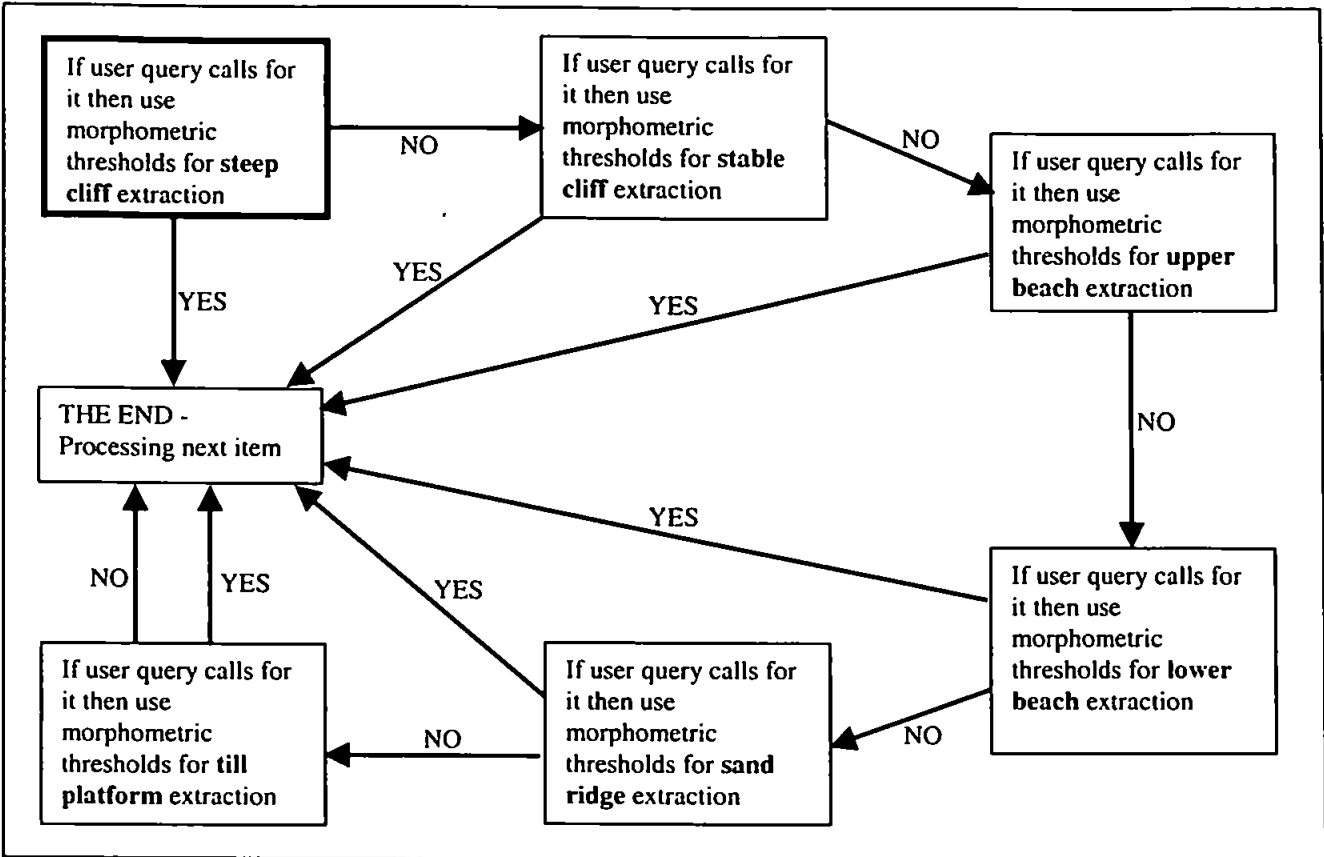 If user query calls for
it then use
morphometric
thresholds for steep
cliff extraction
NO
If user query calls for
it then use
morphometric
thresholds for stable
cliff extraction
NO
If user query calls for
it then use
morphometric
thresholds for upper
beach extraction
YES
YES
YES
THE END -
Processing next item
NO
YES
NO
YES
YES
If user query calls for
it then use
morphometric
thresholds for lower
beach extraction
NO
If user query calls for
it then use
morphometric
thresholds for sand
ridge extraction
NO
If user query calls for
it then use
morphometric
thresholds for till
platform extraction